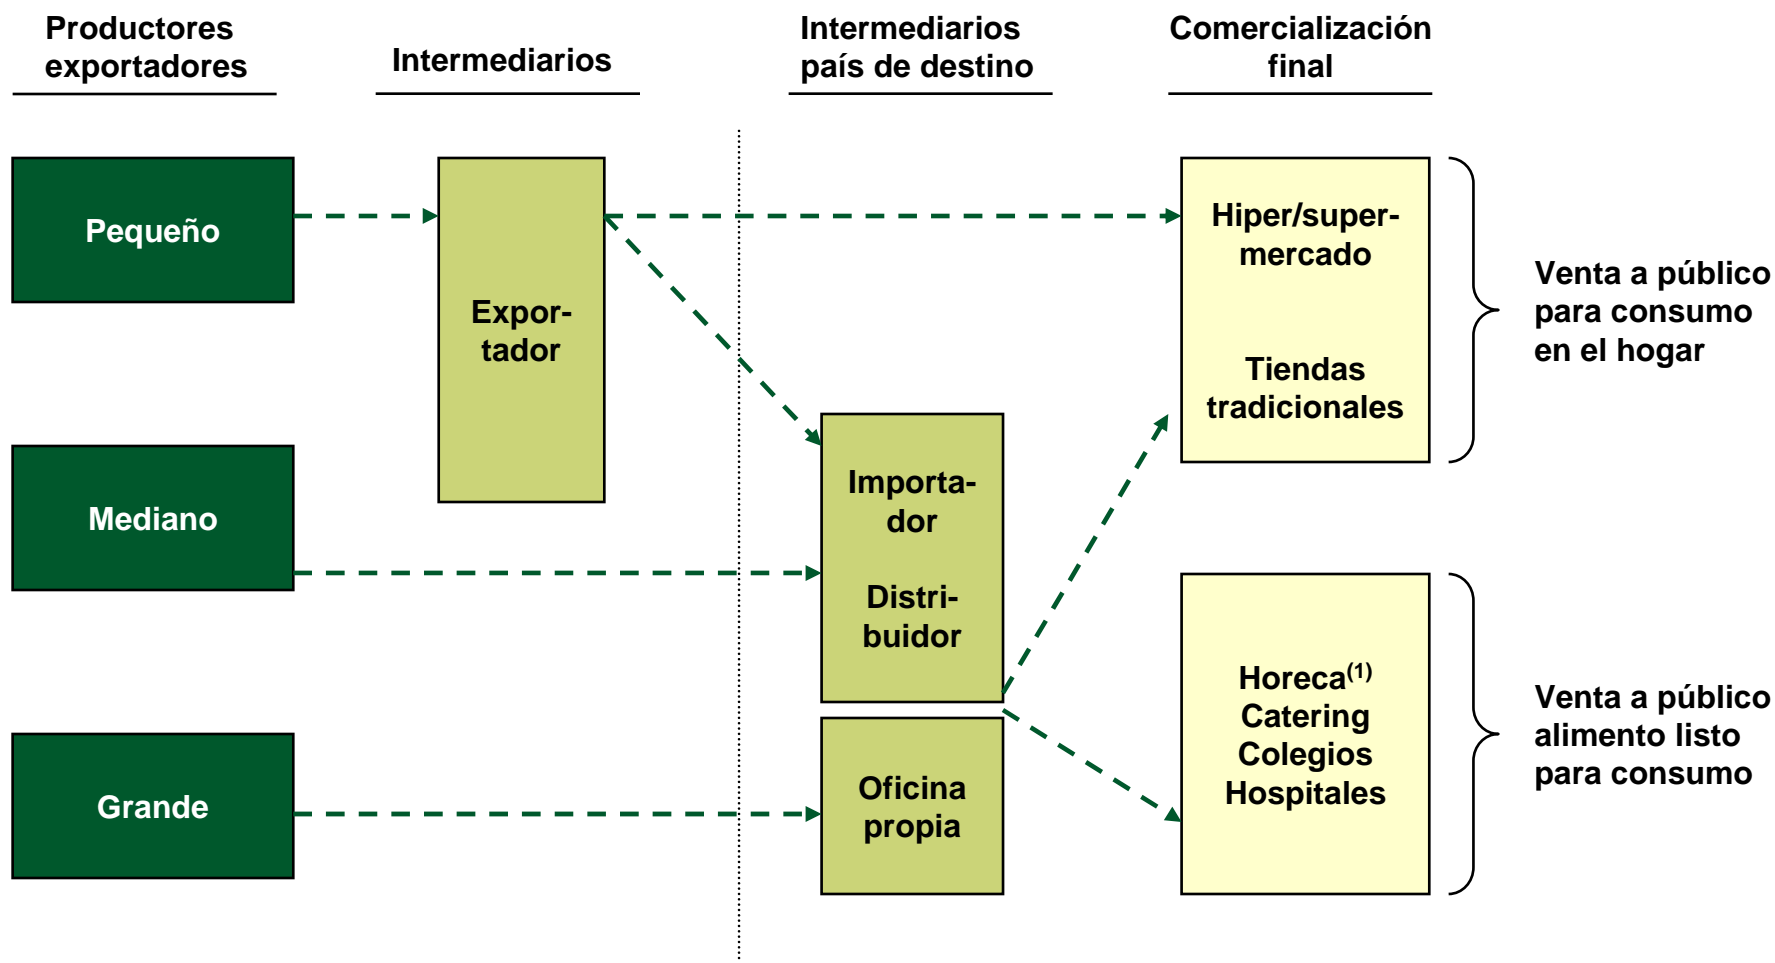 Productores
exportadores
Intermediarios
Intermediarios
país de destino
Comercialización
final
Pequeño
Mediano
Grande
Expor-
tador
Importa-
dor
Distri-
buidor
Oficina
propia
Hiper/super-
mercado
Tiendas
tradicionales
Horeca(1)
Catering
Colegios
Hospitales
Venta a público
para consumo
en el hogar
Venta a público
alimento listo
para consumo